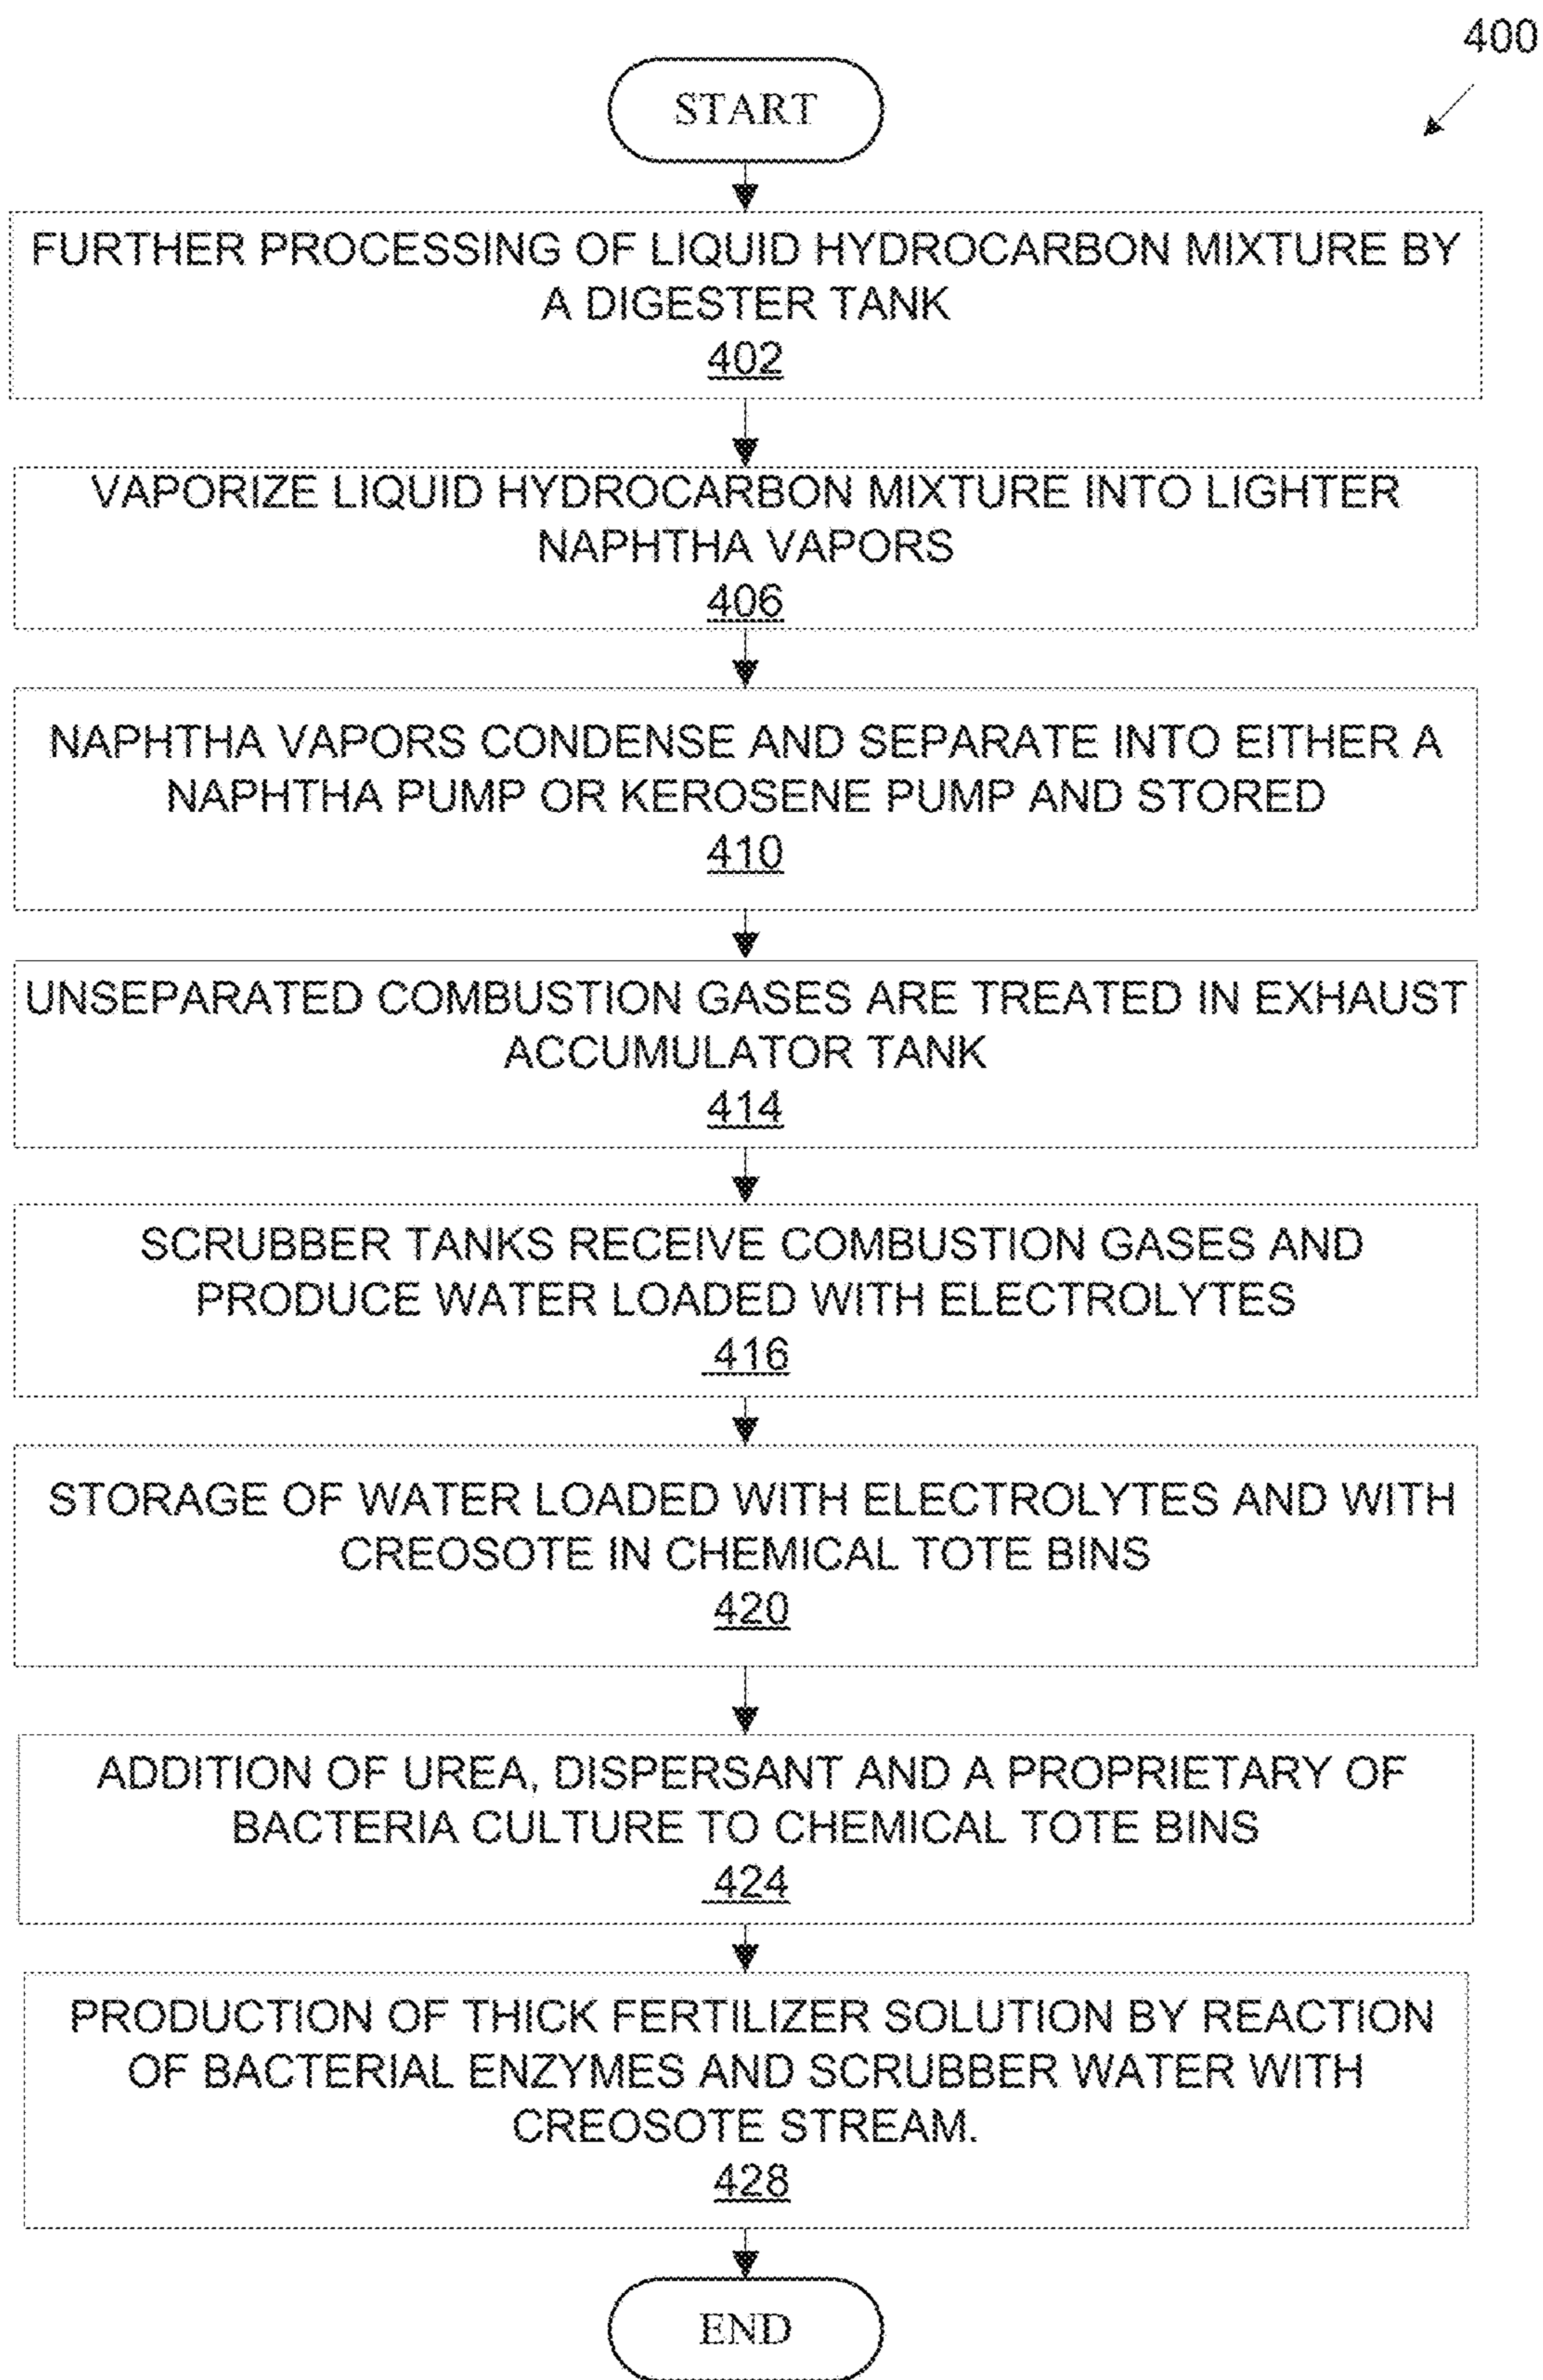 400
START
FURTHER PROCESSING OF LIQUID HYDROCARBON MIXTURE BY
A DIGESTER TANK
402
VAPORIZE LIQUID HYDROCARBON MIXTURE INTO LIGHTER
NAPHTHA VAPORS
406
NAPHTHA VAPORS CONDENSE AND SEPARATE INTO EITHER A
NAPHTHA PUMP OR KEROSENE PUMP AND STORED
410
UNSEPARATED COMBUSTION GASES ARE TREATED IN EXHAUST
ACCUMULATOR TANK
414
SCRUBBER TANKS RECEIVE COMBUSTION GASES AND
PRODUCE WATER LOADED WITH ELECTROLYTES
416
STORAGE OF WATER LOADED WITH ELECTROLYTES AND WITH
CREOSOTE IN CHEMICAL TOTE BINS
420
ADDITION OF UREA, DISPERSANT AND A PROPRIETARY OF
BACTERIA CULTURE TO CHEMICAL TOTE BINS
424
PRODUCTION OF THICK FERTILIZER SOLUTION BY REACTION
OF BACTERIAL ENZYMES AND SCRUBBER WATER WITH
CREOSOTE STREAM.
428
END